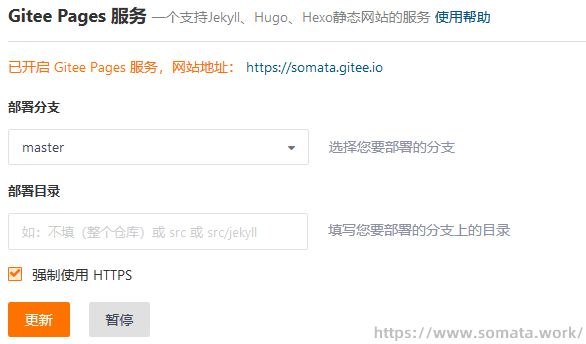 Gitee Pages 服务 一个支持Jekyll、Hugo、Hexo静态网站的服务 使用帮助
已开启 Gitee Pages 服务，网站地址： https://somata.gitee.io
部署分支
master 选择您要部署的分支
部署目录
如：不填（整个仓库）或 src 或 src/jekyll 填写您要部署的分支上的目录
强制使用 HTTPS
更新 暂停
https://www.somata.work/